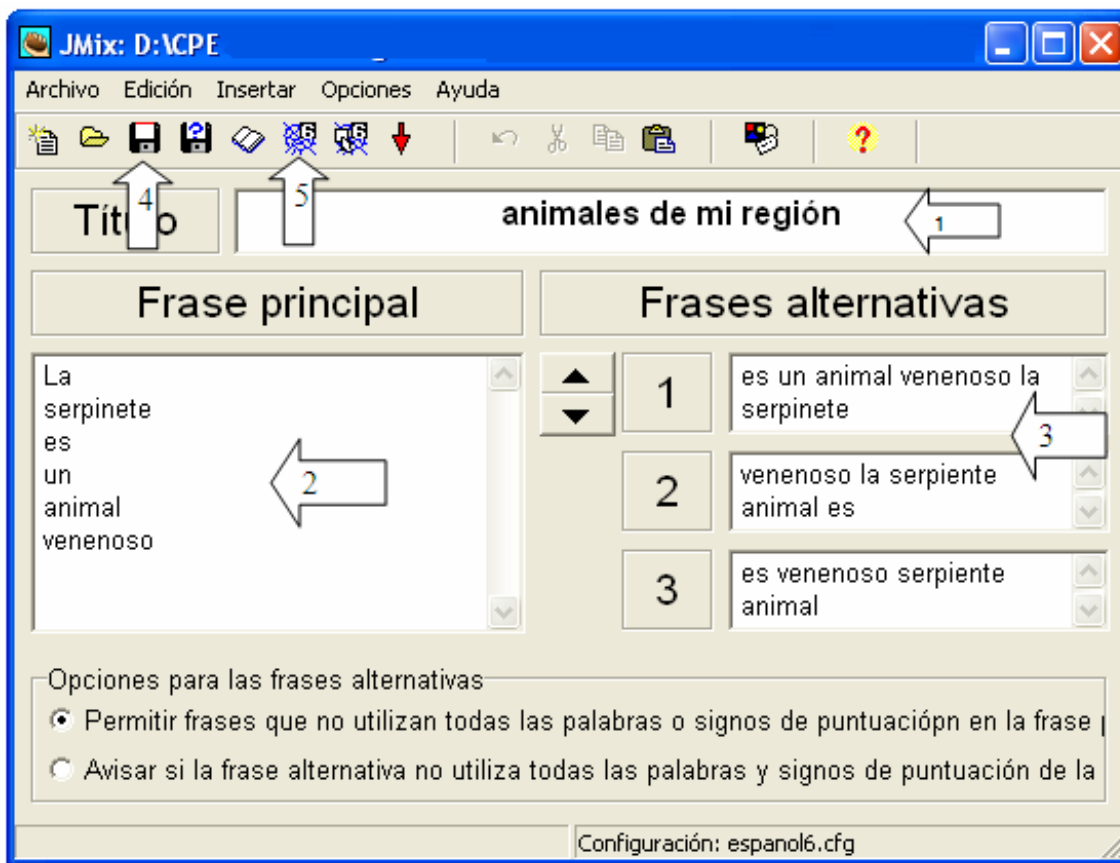 JMix: D:\CPE
Archivo Edición Insertar Opciones Ayuda
4 5
Título animales de mi región 1
Frase principal Frases alternativas
La
serpinete
es
un
animal
venenoso
2
1 es un animal venenoso la
serpinete
3
2 venenoso la serpiente
animal es
3 es venenoso serpiente
animal
Opciones para las frases alternativas
Permitir frases que no utilizan todas las palabras o signos de puntuaciópn en la frase
Avisar si la frase alternativa no utiliza todas las palabras y signos de puntuación de la
Configuración: espanol6.cfg